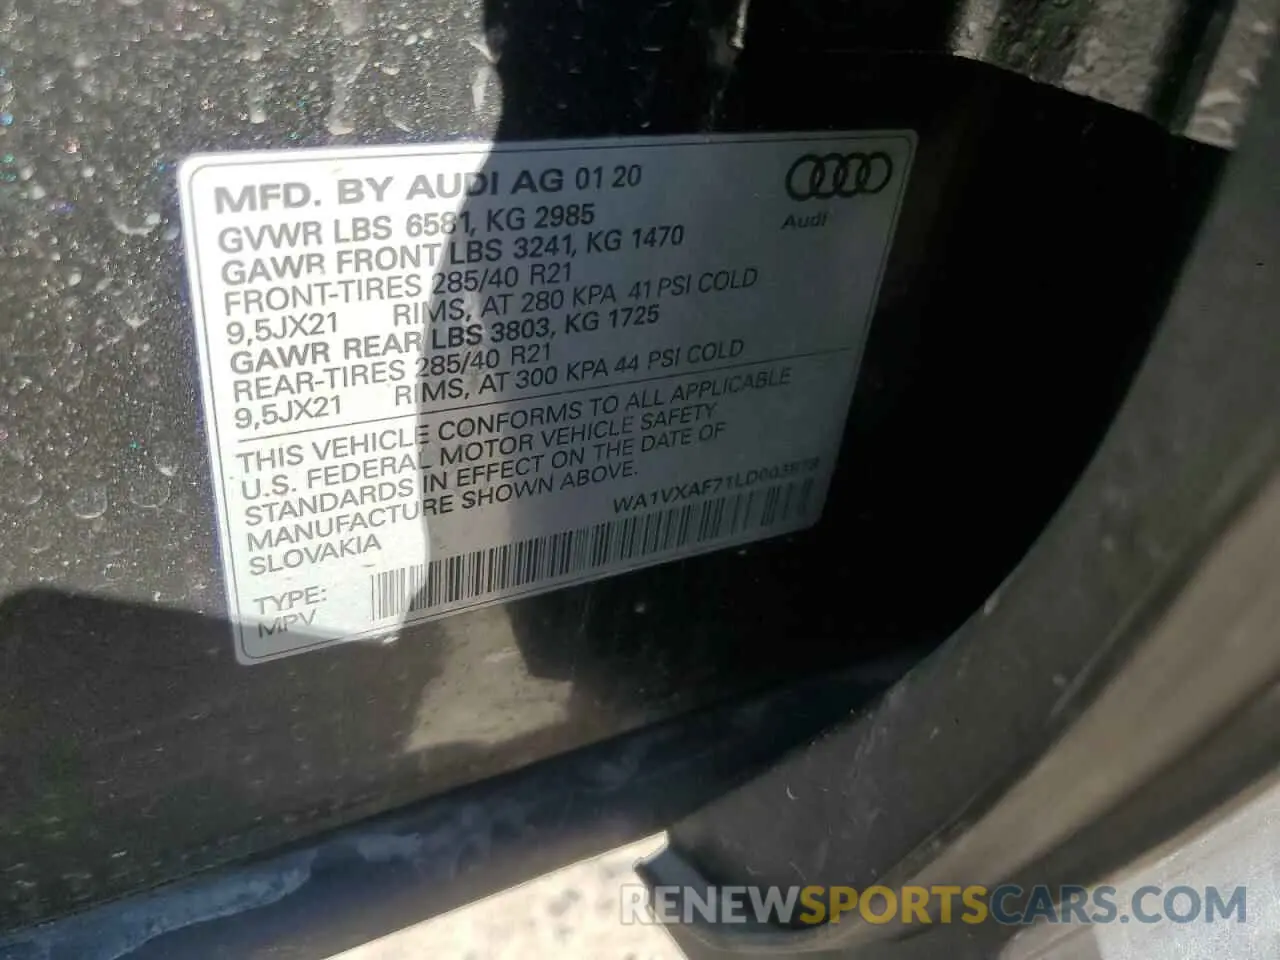 MFD. BY AUDI AG 01 20
Audi
GVWR LBS 6581, KG 2985
GAWR FRONT LBS 3241, KG 1470
FRONT-TIRES 285/40 R21
9,5JX21 RIMS, AT 280 KPA 41 PSI COLD
GAWR REAR LBS 3803, KG 1725
REAR-TIRES 285/40 R21
9,5JX21 RIMS, AT 300 KPA 44 PSI COLD
THIS VEHICLE CONFORMS TO ALL APPLICABLE
U.S. FEDERAL MOTOR VEHICLE SAFETY
STANDARDS IN EFFECT ON THE DATE OF
MANUFACTURE SHOWN ABOVE.
SLOVAKIA
TYPE:
MPV
RENEWSPORTSCARS.COM